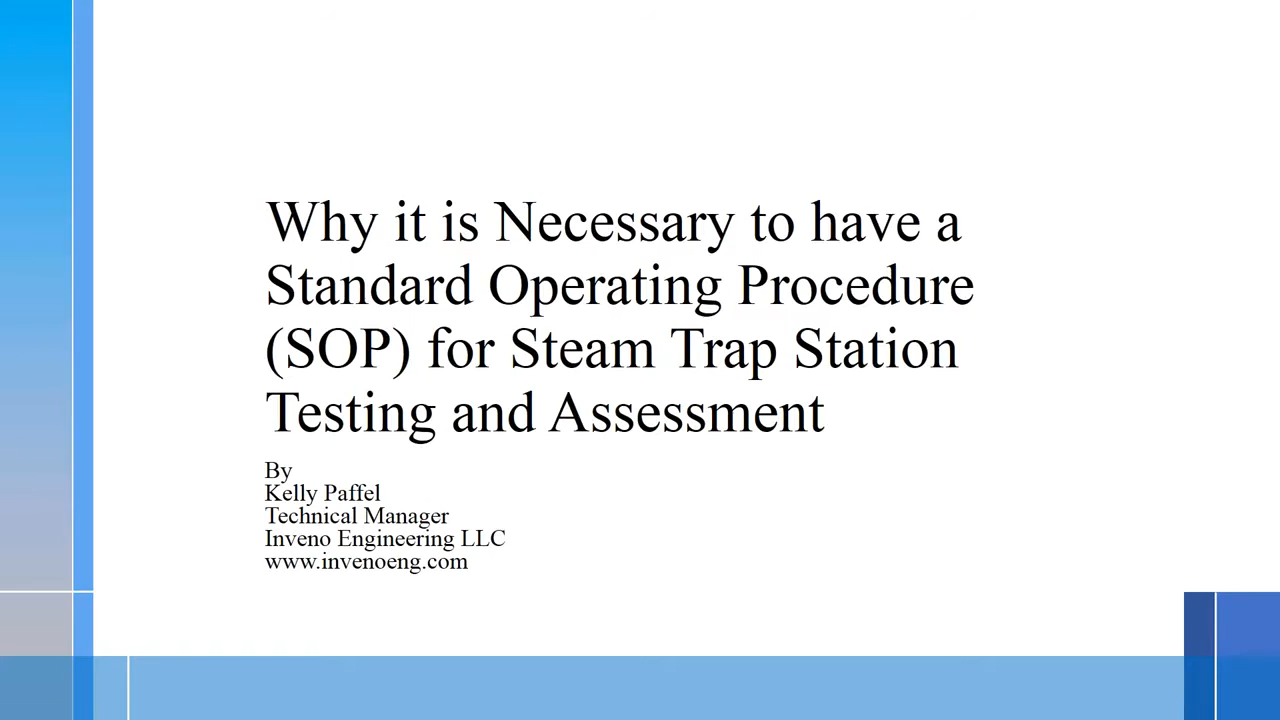 Why it is Necessary to have a
Standard Operating Procedure
(SOP) for Steam Trap Station
Testing and Assessment
By
Kelly Paffel
Technical Manager
Inveno Engineering LLC
www.invenoeng.com